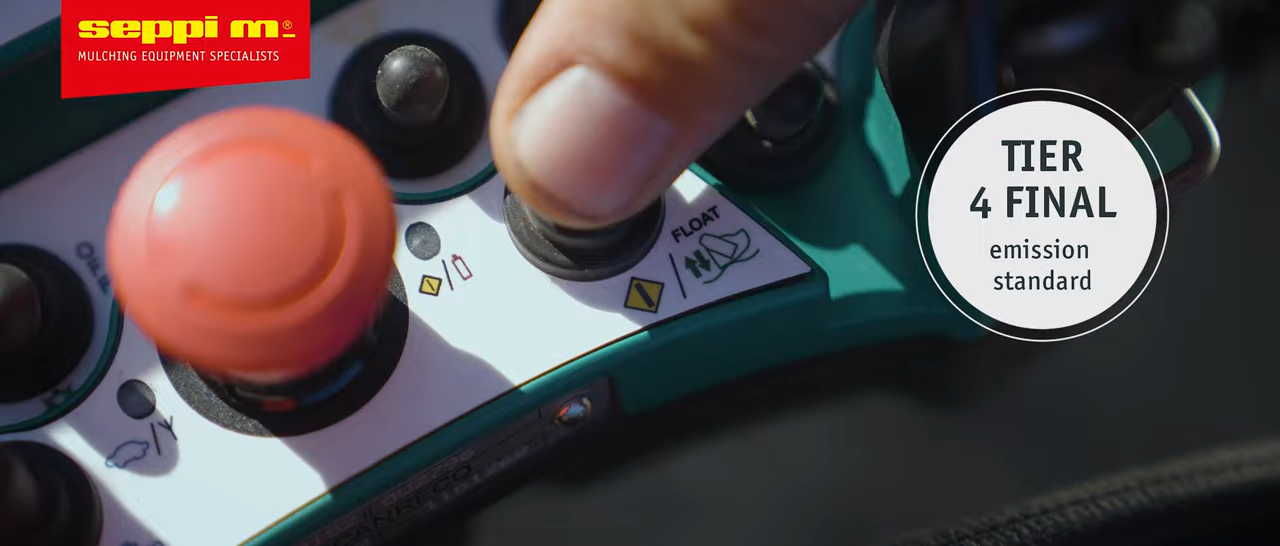 seppi m.®
MULCHING EQUIPMENT SPECIALISTS
FLOAT
TIER
4 FINAL
emission
standard